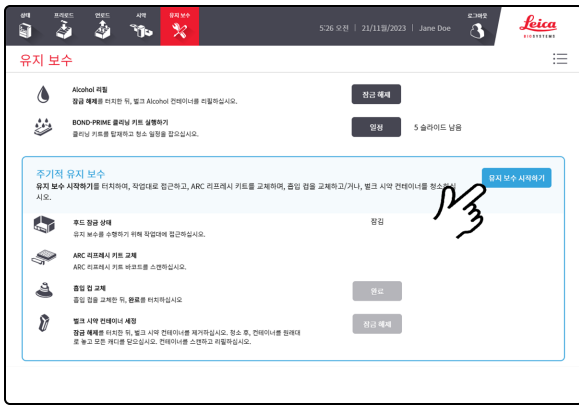 상태
프리로드
언로드
시약
유지 보수
5:26 오전 | 21/11월/2023 | Jane Doe
로그아웃
Leica
BIOSYSTEMS
유지 보수
Alcohol 리필
잠금 해제를 터치한 뒤, 벌크 Alcohol 컨테이너를 리필하십시오.
잠금 해제
BOND-PRIME 클리닝 키트 실행하기
클리닝 키트를 탑재하고 청소 일정을 잡으십시오.
일정
5 슬라이드 남음
주기적 유지 보수
유지 보수 시작하기를 터치하여, 작업대로 접근하고, ARC 리프레시 키트를 교체하며, 흡입 컵을 교체하고/거나, 벌크 시약 컨테이너를 청소하십
시오.
유지 보수 시작하기
후드 잠금 상태
유지 보수를 수행하기 위해 작업대에 접근하십시오.
잠김
ARC 리프레시 키트 교체
ARC 리프레시 키트 바코드를 스캔하십시오.
흡입 컵 교체
흡입 컵을 교체한 뒤, 완료를 터치하십시오
완료
벌크 시약 컨테이너 세정
잠금 해제를 터치한 뒤, 벌크 시약 컨테이너를 제거하십시오. 청소 후, 컨테이너를 원래대
로 놓고 모든 캐디를 닫으십시오. 컨테이너를 스캔하고 리필하십시오.
잠금 해제